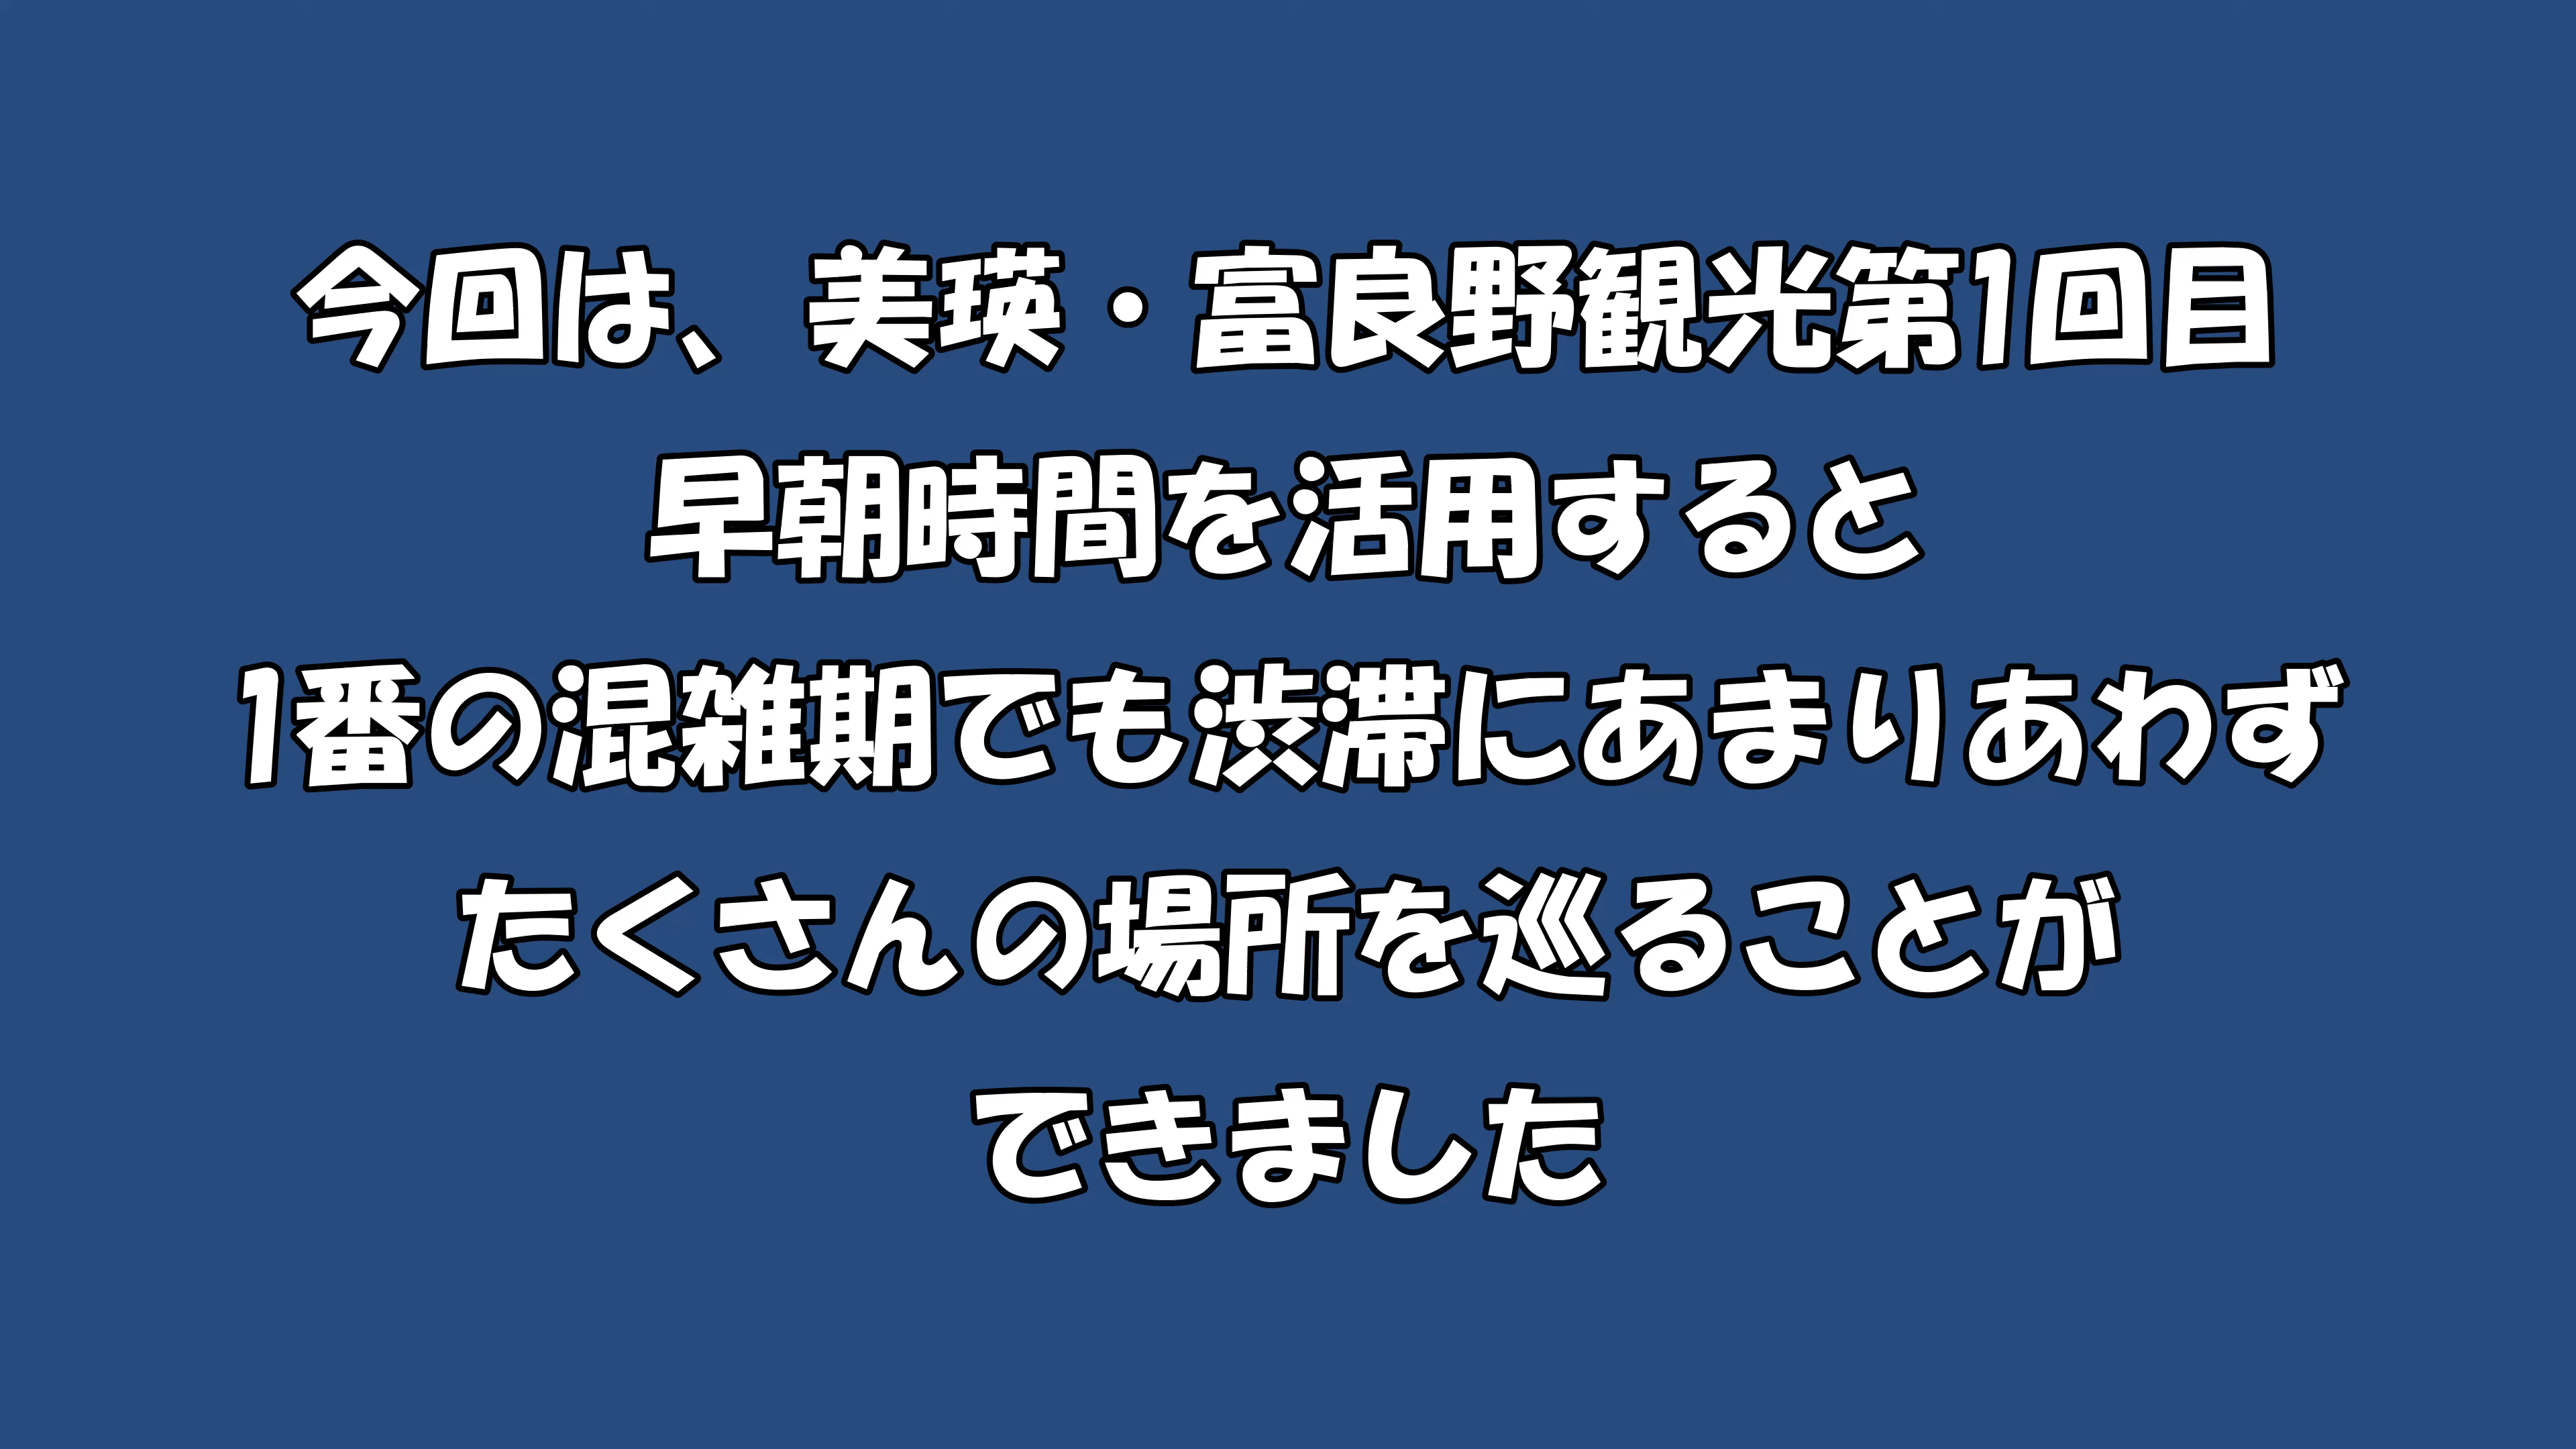 今回は、美瑛・富良野観光第1回目
早朝時間を活用すると
1番の混雑期でも渋滞にあまりあわず
たくさんの場所を巡ることが
できました